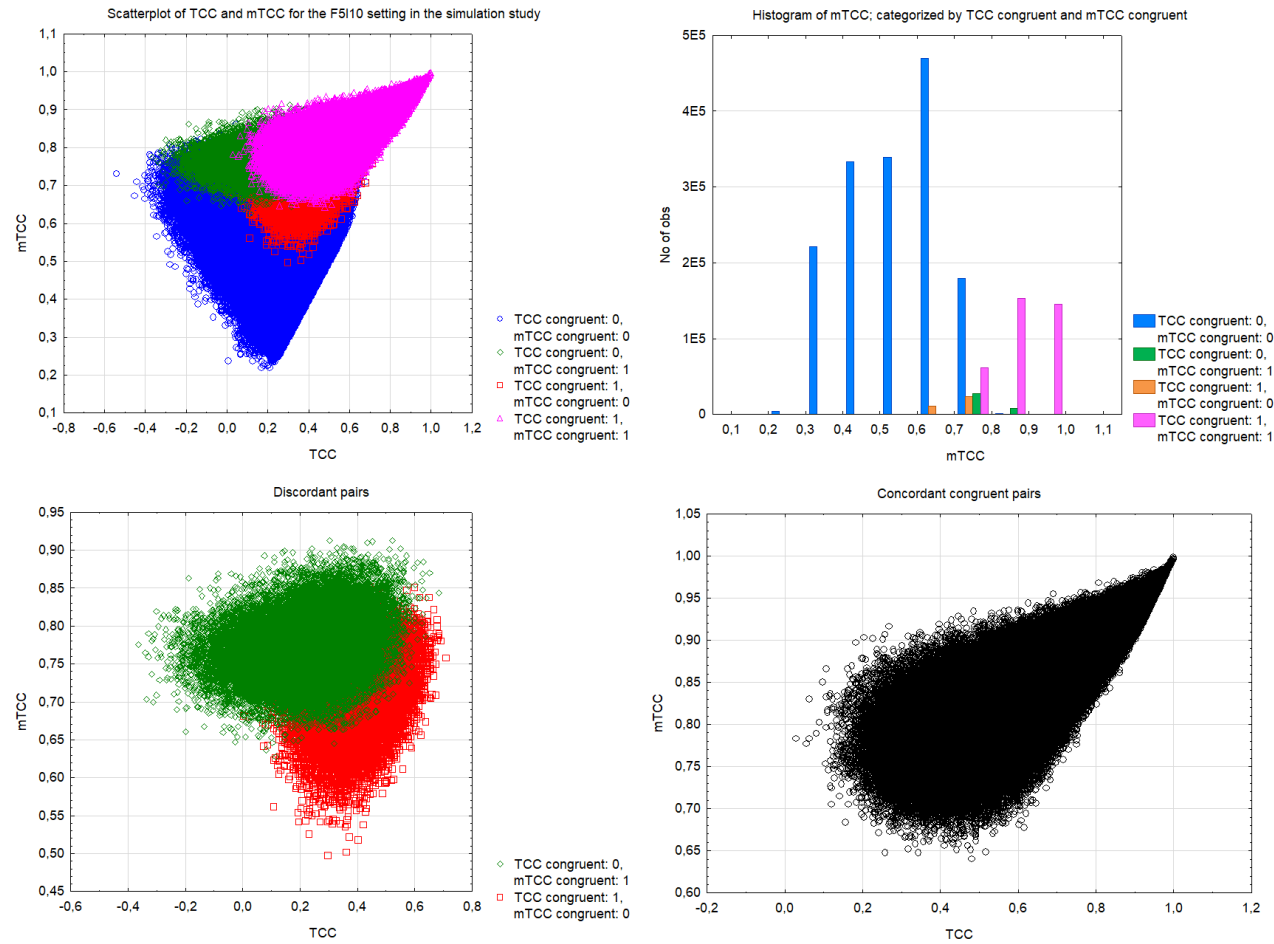 Scatterplot of TCC and mTCC for the F5I10 setting in the simulation study
1,1
1,0
0,9
0,8
0,7
0,6
0,5
0,4
0,3
0,2
0,1
mTCC
-0,8
-0,6
-0,4
-0,2
0,0
0,2
0,4
0,6
0,8
1,0
1,2
TCC
TCC congruent: 0,
mTCC congruent: 0
TCC congruent: 0,
mTCC congruent: 1
TCC congruent: 1,
mTCC congruent: 0
TCC congruent: 1,
mTCC congruent: 1
Histogram of mTCC; categorized by TCC congruent and mTCC congruent
5E5
4E5
3E5
2E5
1E5
0
No of obs
0,1
0,2
0,3
0,4
0,5
0,6
0,7
0,8
0,9
1,0
1,1
mTCC
TCC congruent: 0,
mTCC congruent: 0
TCC congruent: 0,
mTCC congruent: 1
TCC congruent: 1,
mTCC congruent: 0
TCC congruent: 1,
mTCC congruent: 1
Discordant pairs
0,95
0,90
0,85
0,80
0,75
0,70
0,65
0,60
0,55
0,50
0,45
mTCC
-0,6
-0,4
-0,2
0,0
0,2
0,4
0,6
0,8
TCC
TCC congruent: 0,
mTCC congruent: 1
TCC congruent: 1,
mTCC congruent: 0
Concordant congruent pairs
1,05
1,00
0,95
0,90
0,85
0,80
0,75
0,70
0,65
0,60
mTCC
-0,2
0,0
0,2
0,4
0,6
0,8
1,0
1,2
TCC